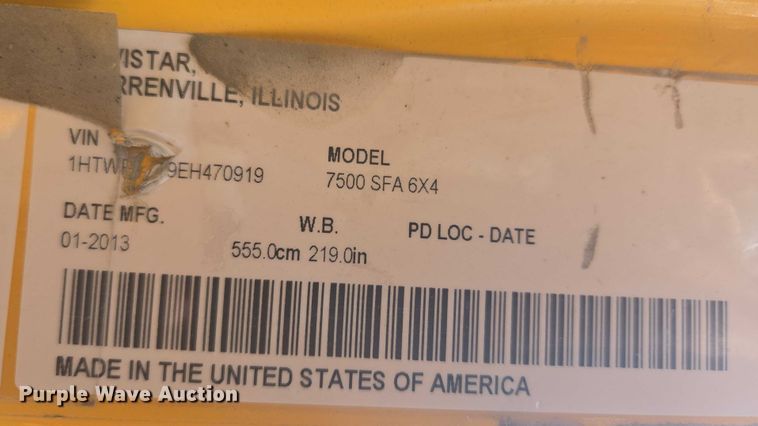 VISTAR,
RRENVILLE, ILLINOIS
VIN
1HTW 9EH470919
MODEL
7500 SFA 6X4
DATE MFG.
01-2013
W.B.
555.0cm 219.0in
PD LOC - DATE
MADE IN THE UNITED STATES OF AMERICA
Purple Wave Auction